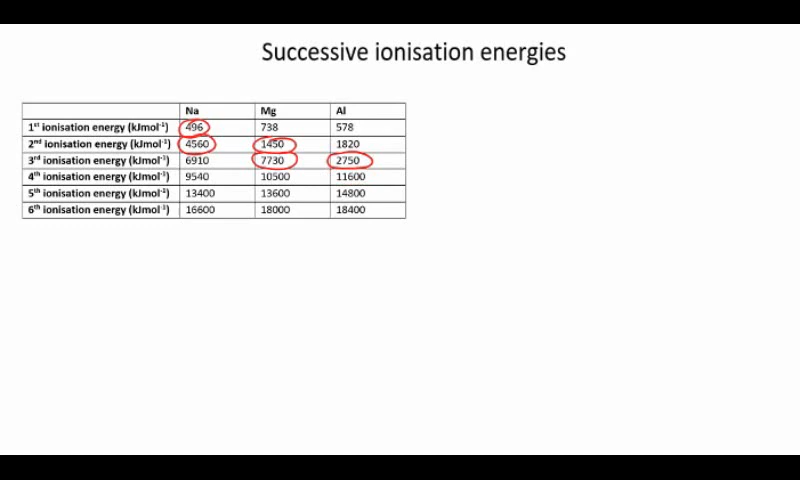 Successive ionisation energies
Na Mg Al
1st ionisation energy (kJmol-1) 496 738 578
2nd ionisation energy (kJmol-1) 4560 1450 1820
3rd ionisation energy (kJmol-1) 6910 7730 2750
4th ionisation energy (kJmol-1) 9540 10500 11600
5th ionisation energy (kJmol-1) 13400 13600 14800
6th ionisation energy (kJmol-1) 16600 18000 18400